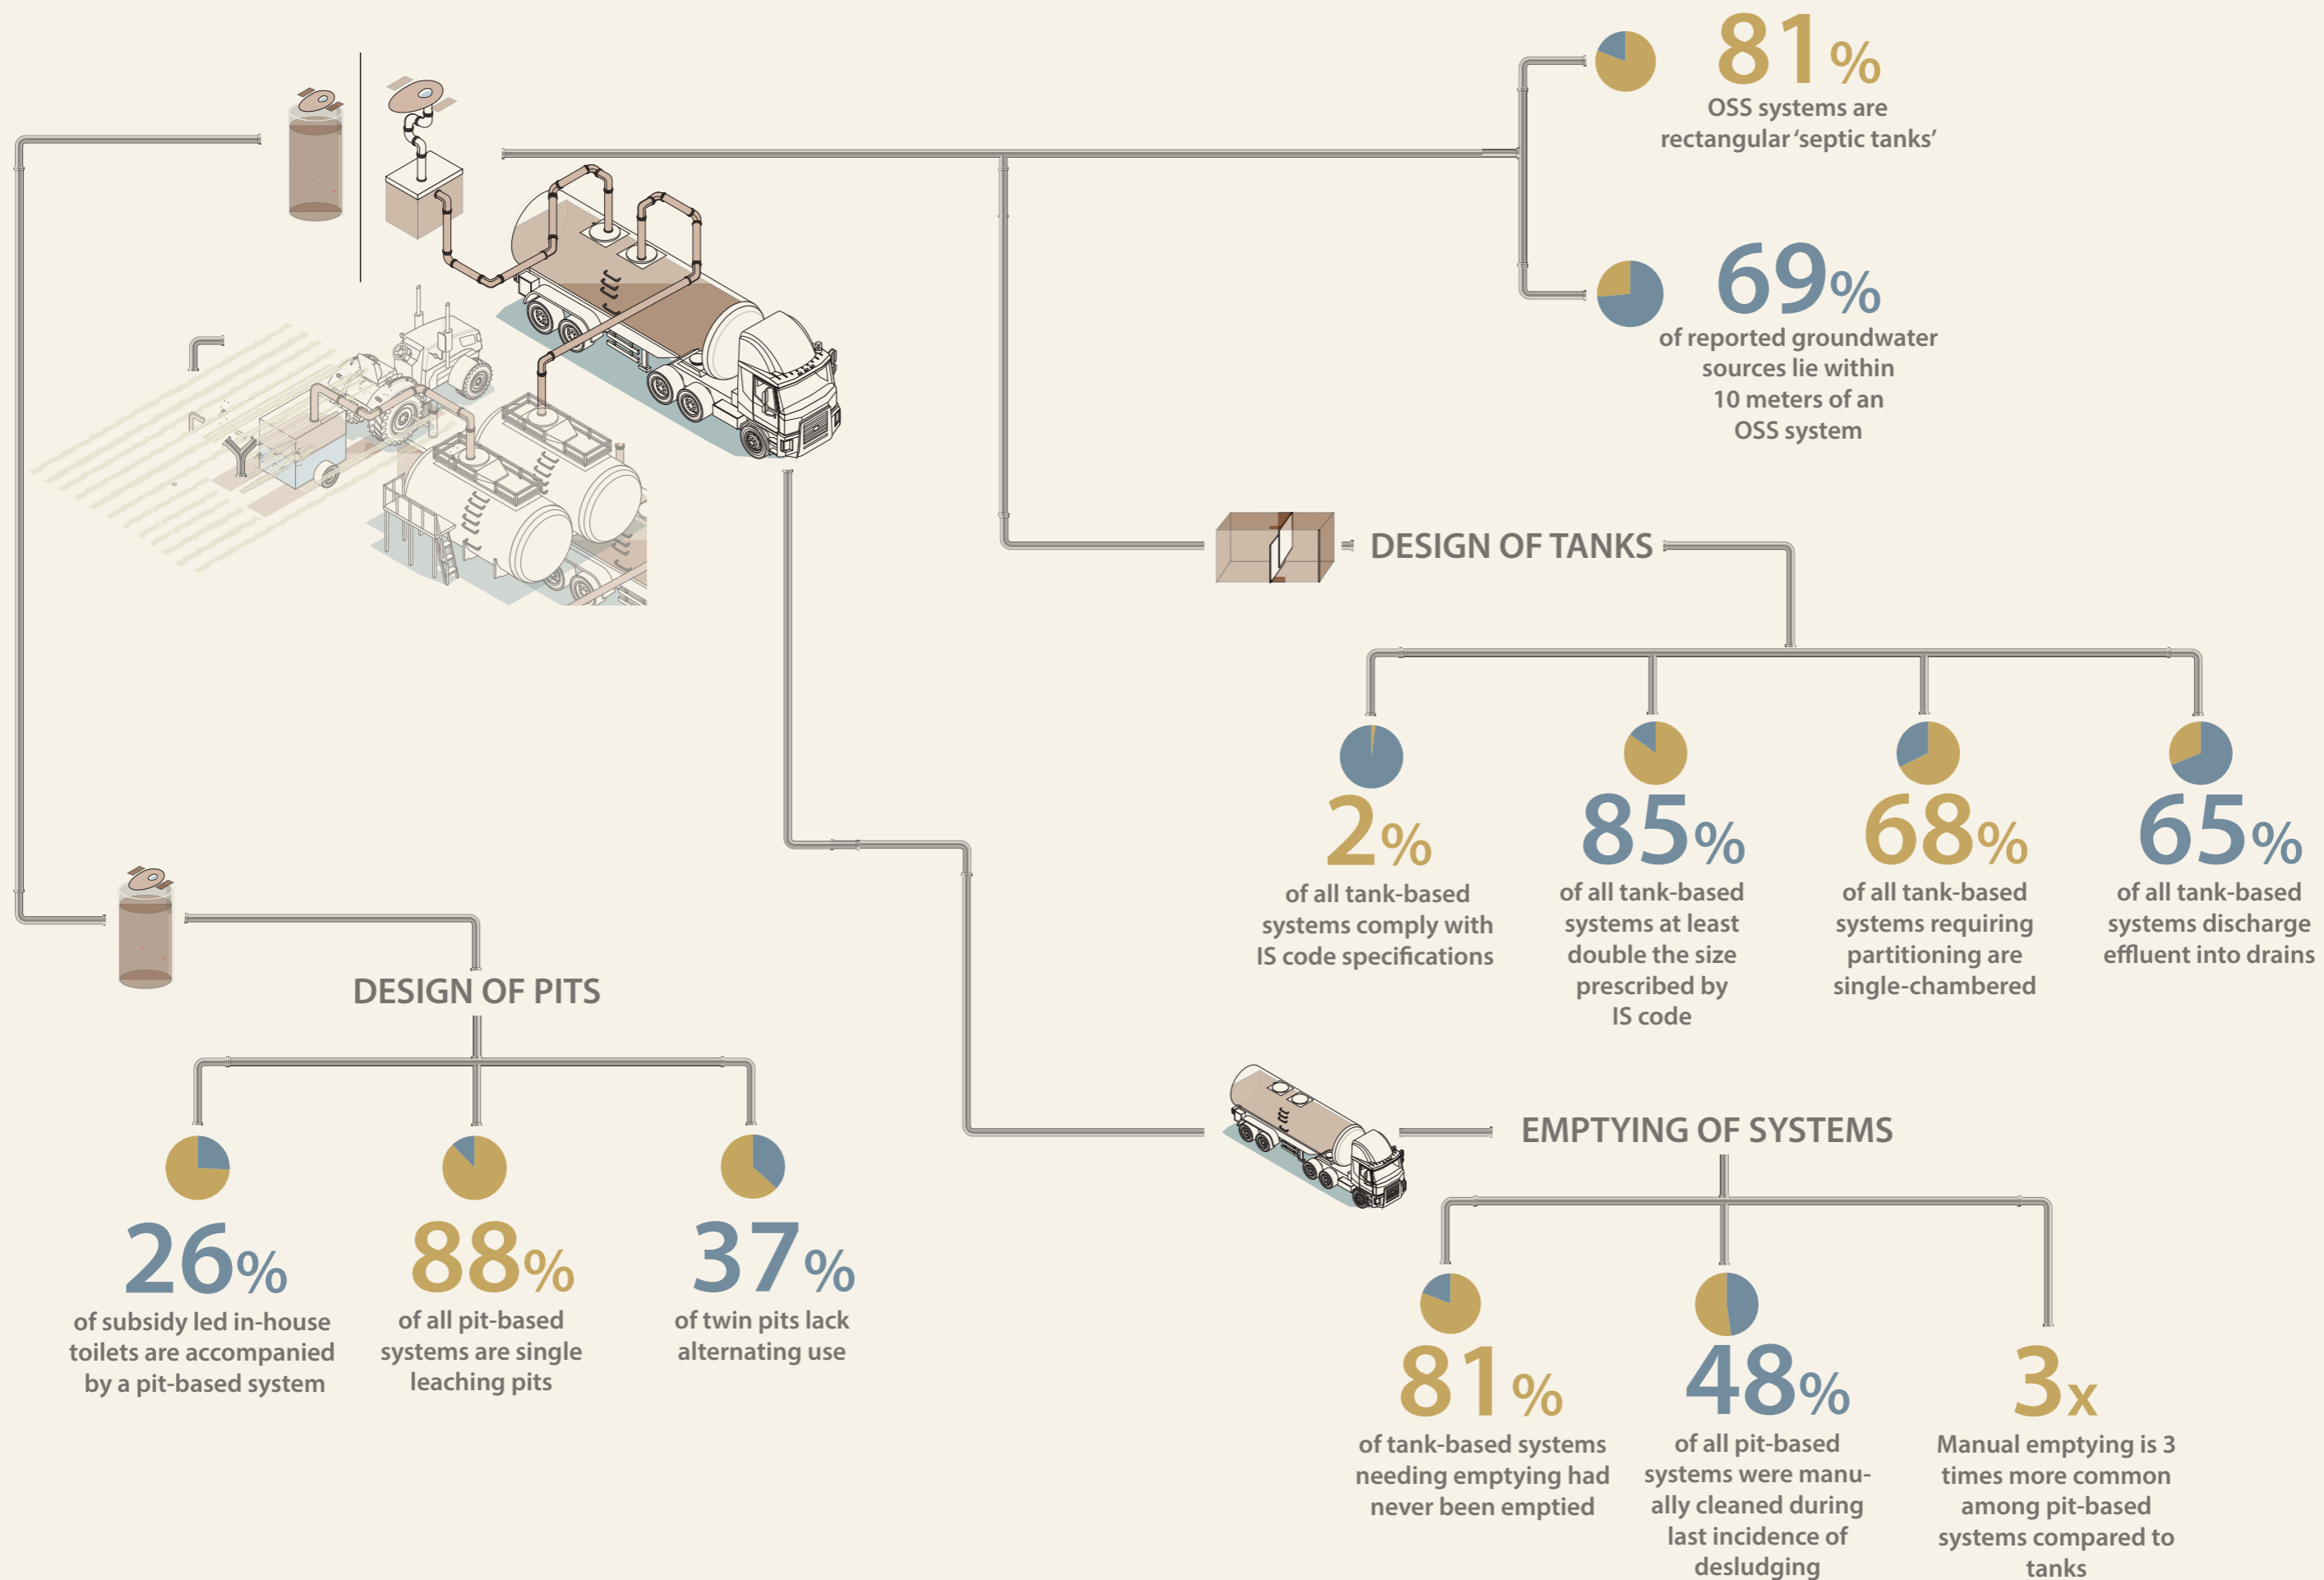 81%
OSS systems are
rectangular ‘septic tanks’
69%
of reported groundwater
sources lie within
10 meters of an
OSS system
DESIGN OF TANKS
2%
of all tank-based
systems comply with
IS code specifications
85%
of all tank-based
systems at least
double the size
prescribed by
IS code
68%
of all tank-based
systems requiring
partitioning are
single-chambered
65%
of all tank-based
systems discharge
effluent into drains
DESIGN OF PITS
26%
of subsidy led in-house
toilets are accompanied
by a pit-based system
88%
of all pit-based
systems are single
leaching pits
37%
of twin pits lack
alternating use
EMPTYING OF SYSTEMS
81%
of tank-based systems
needing emptying had
never been emptied
48%
of all pit-based
systems were manu-
ally cleaned during
last incidence of
desludging
3x
Manual emptying is 3
times more common
among pit-based
systems compared to
tanks